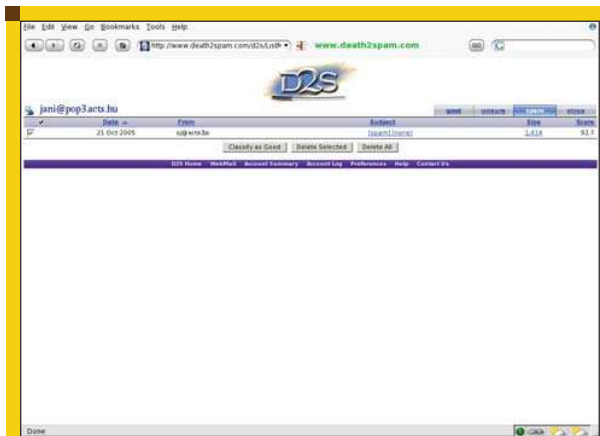 File Edit View Go Bookmarks Tools Help
http://www.death2spam.com/d2s/ www.death2spam.com
D2S
jani@pop3.acts.hu good unsure spam
Date From Subject Size Score
21 Oct 2005 [spam] (none) 1,414 92,7
Classify as Good Delete Selected Delete All
D2S Home WebMail Account Summary Account Log Preferences Help Contact Us
Done